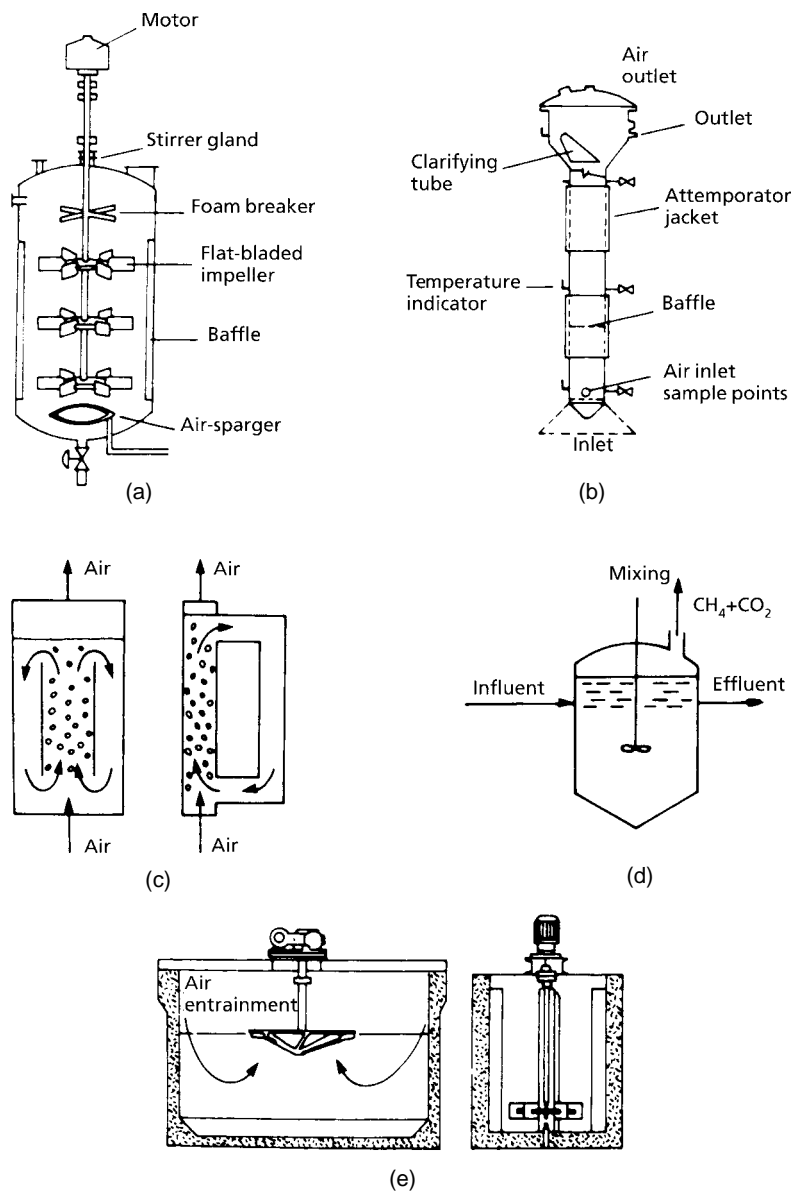 Motor
Stirrer gland
Foam breaker
Flat-bladed
impeller
Baffle
Air-sparger
(a)
Air
outlet
Outlet
Clarifying
tube
Attemporator
jacket
Temperature
indicator
Baffle
Air inlet
sample points
Inlet
(b)
Air
Air
Air
Air
(c)
Mixing
CH4+CO2
Influent
Effluent
(d)
Air
entrainment
(e)